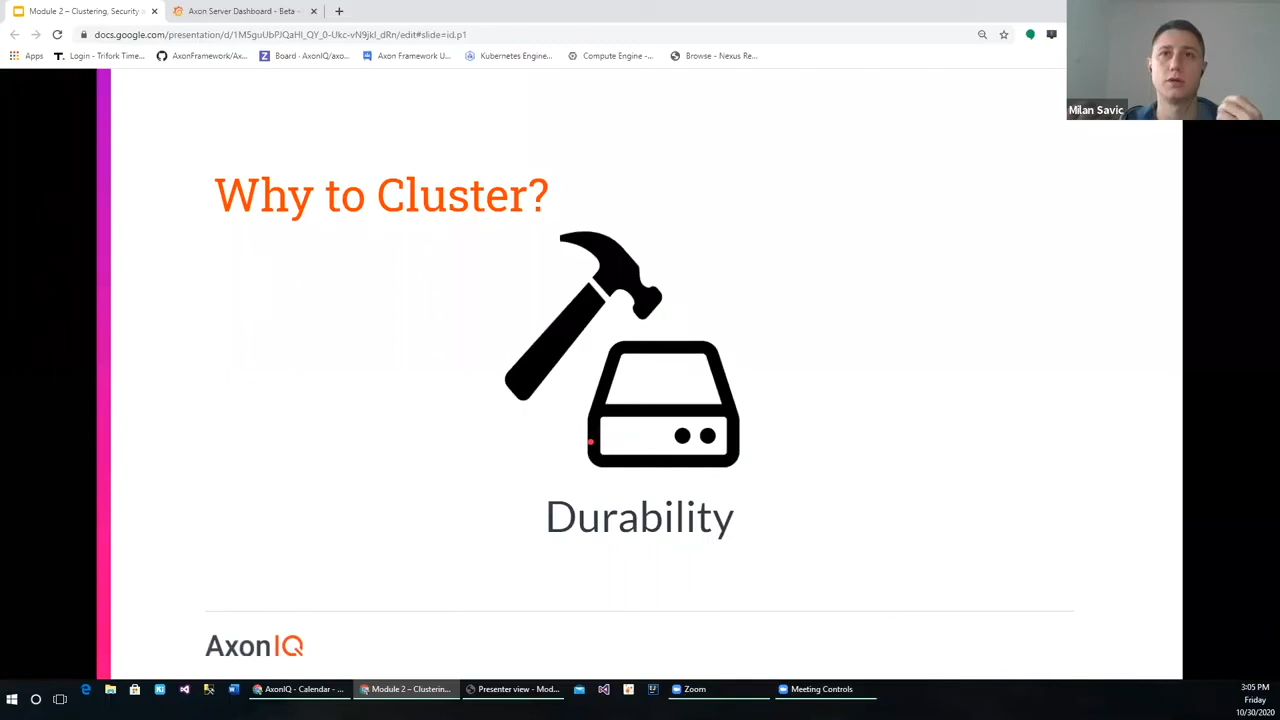 Module 2 – Clustering, Security
Axon Server Dashboard - Beta -
docs.google.com/presentation/d/1M5guUbPJQaHl_QY_0-Ukc-vN9jkl_dRn/edit#slide=id.p1
Apps
Login - Trifork Time...
AxonFramework/Ax...
Board · AxonIQ/axo...
Axon Framework U...
Kubernetes Engine...
Compute Engine -...
Browse - Nexus Re...
Milan Savic
Why to Cluster?
Durability
AxonIQ
AxonIQ - Calendar - ...
Module 2 – Clusterin...
Presenter view - Mod...
Zoom
Meeting Controls
3:05 PM
Friday
10/30/2020